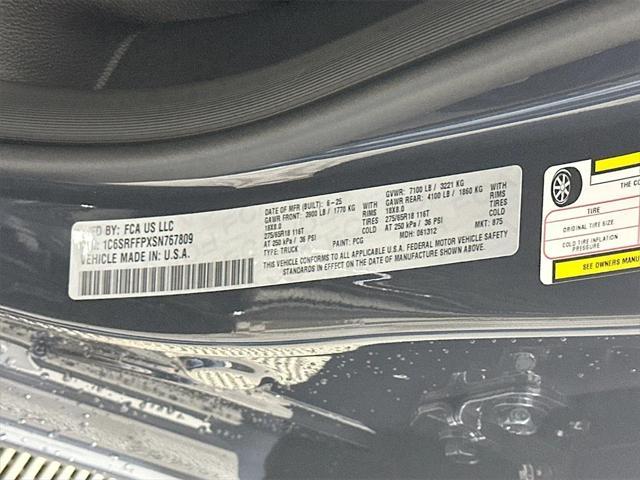 MFD BY: FCA US LLC
1C6SRFFPXSN767809
VEHICLE MADE IN: U.S.A.
DATE OF MFR (BUILT): 6-25
GAWR FRONT: 3900 LB / 1770 KG WITH
18X8.0 RIMS
275/65R18 116T TIRES
AT 250 kPa / 36 PSI COLD
TYPE: TRUCK PAINT: PCG
GVWR: 7100 LB / 3221 KG
GAWR REAR: 4100 LB / 1860 KG WITH
18X8.0 RIMS
275/65R18 116T TIRES
AT 250 kPa / 36 PSI COLD
MDH: 061312 MKT: 875
THIS VEHICLE CONFORMS TO ALL APPLICABLE U.S.A. FEDERAL MOTOR VEHICLE SAFETY
STANDARDS IN EFFECT ON THE DATE OF MANUFACTURE SHOWN ABOVE.
TIRE
ORIGINAL TIRE SIZE
COLD TIRE INFLATION
PRESSURE
SEE OWNERS MANU